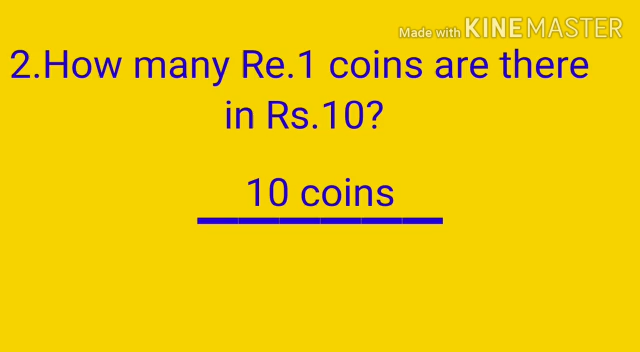 Made with KINEMASTER
2.How many Re.1 coins are there
in Rs.10?
10 coins